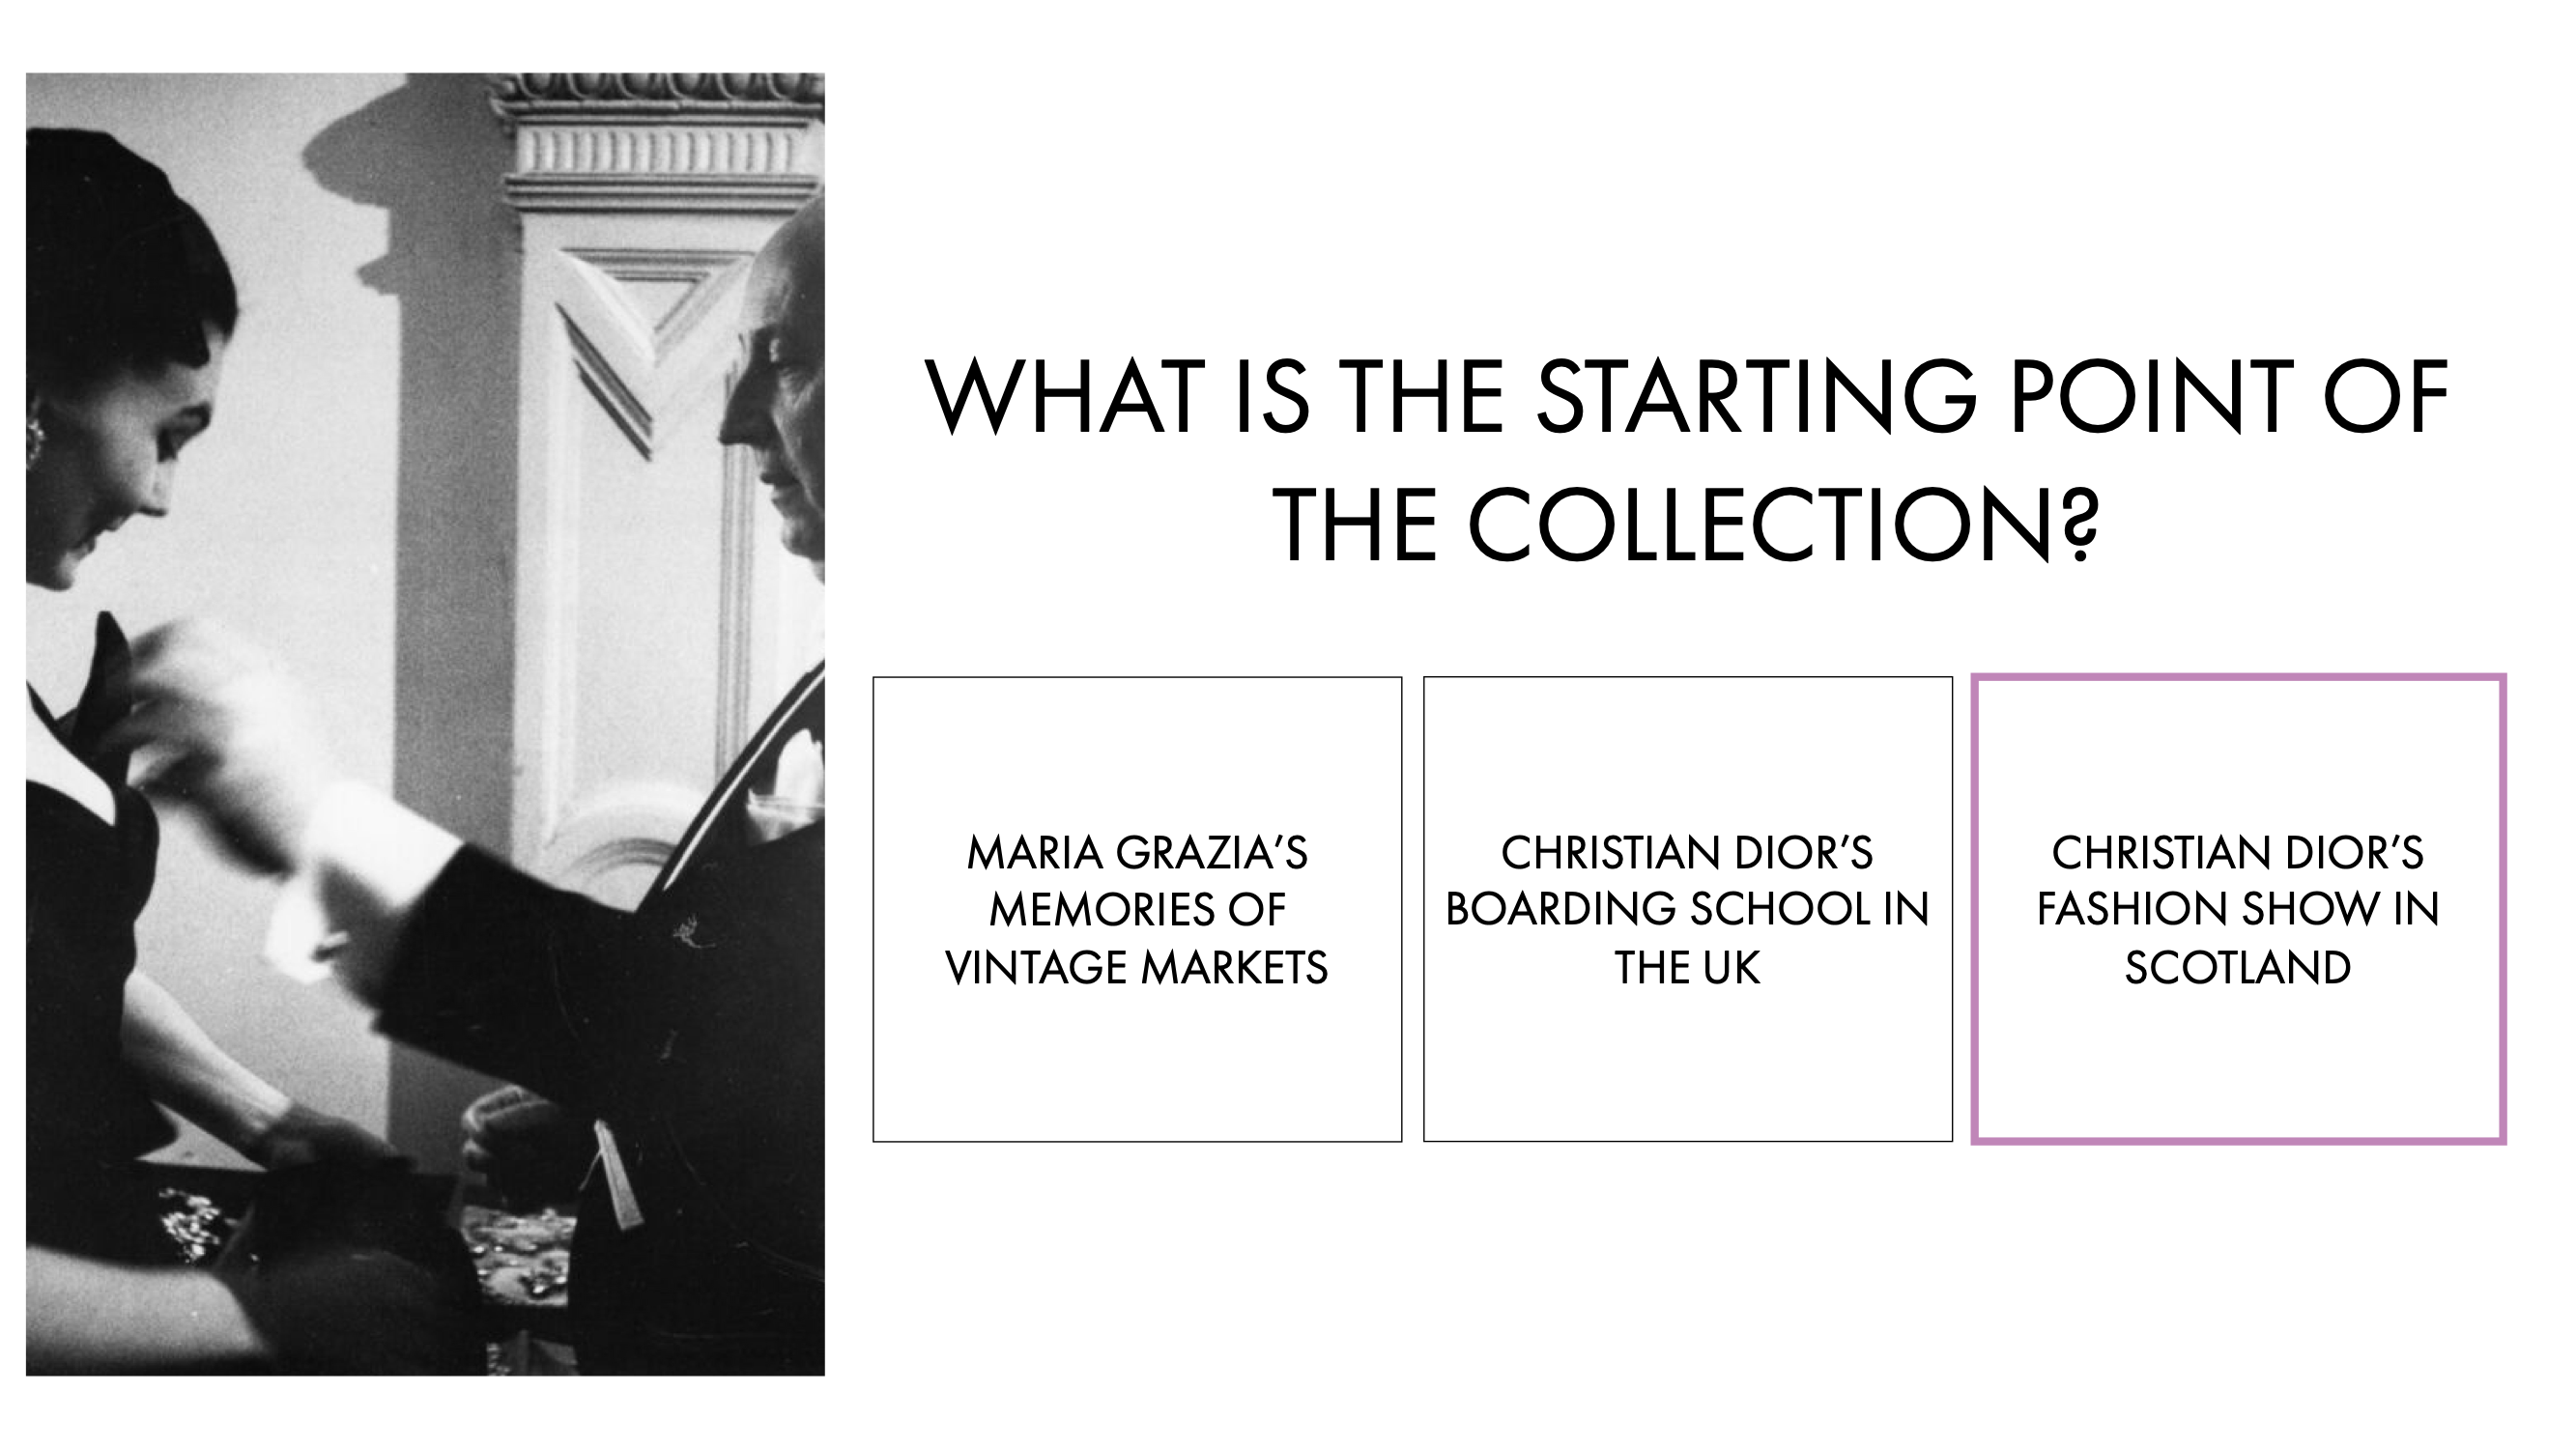 WHAT IS THE STARTING POINT OF
THE COLLECTION?
MARIA GRAZIA’S
MEMORIES OF
VINTAGE MARKETS
CHRISTIAN DIOR’S
BOARDING SCHOOL IN
THE UK
CHRISTIAN DIOR’S
FASHION SHOW IN
SCOTLAND